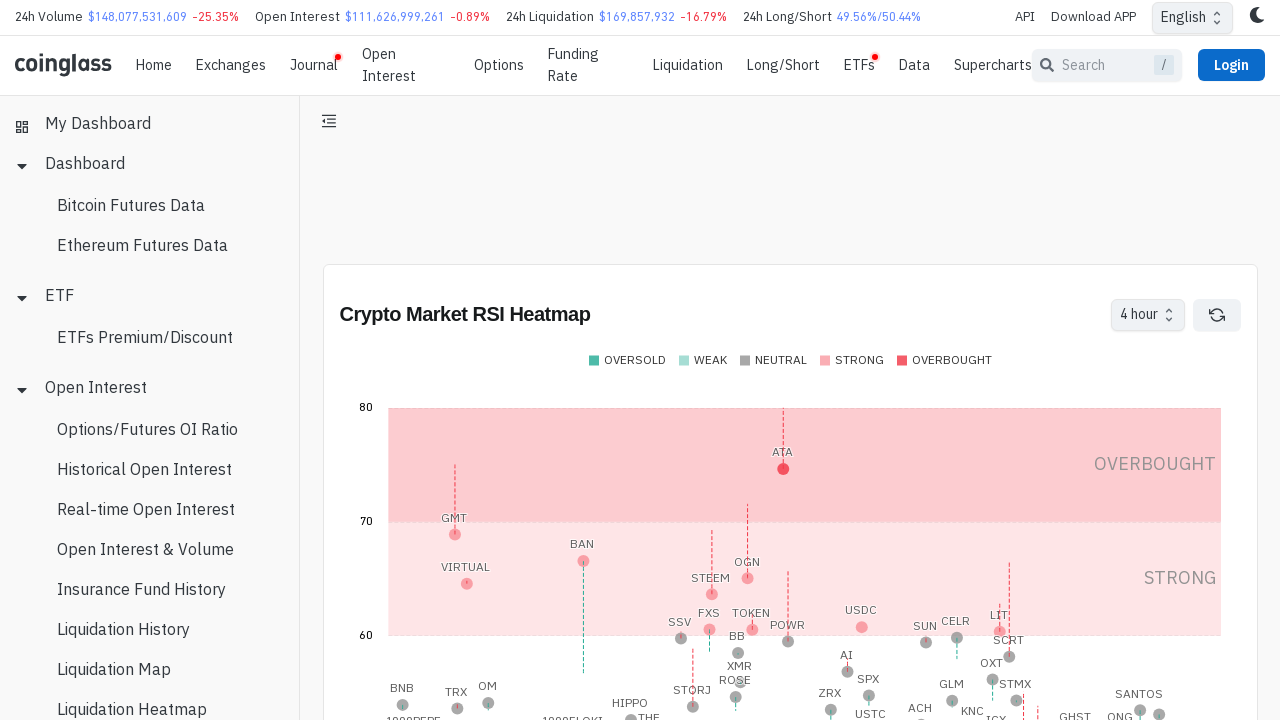 24h Volume $148,077,531,609 -25.35% Open Interest $111,626,999,261 -0.89% 24h Liquidation $169,857,932 -16.79% 24h Long/Short 49.56%/50.44% API Download APP English
coinglass Home Exchanges Journal Open Interest Options Funding Rate Liquidation Long/Short ETFs Data Supercharts Search / Login
My Dashboard
Dashboard
Bitcoin Futures Data
Ethereum Futures Data
ETF
ETFs Premium/Discount
Open Interest
Options/Futures OI Ratio
Historical Open Interest
Real-time Open Interest
Open Interest & Volume
Insurance Fund History
Liquidation History
Liquidation Map
Liquidation Heatmap
Crypto Market RSI Heatmap 4 hour
OVERSOLD WEAK NEUTRAL STRONG OVERBOUGHT
80
ATA
OVERBOUGHT
70
GMT
BAN
OGN
VIRTUAL
STEEM
STRONG
USDC
FXS TOKEN
SSV POWR SUN CELR LIT
60
BB SCRT
AI
XMR OXT
ROSE SPX
BNB TRX OM STORJ ZRX GLM STMX SANTOS
HIPPO ACH KNC
1000PEPE 1000FLOKI THE USTC ICX GHST ONG